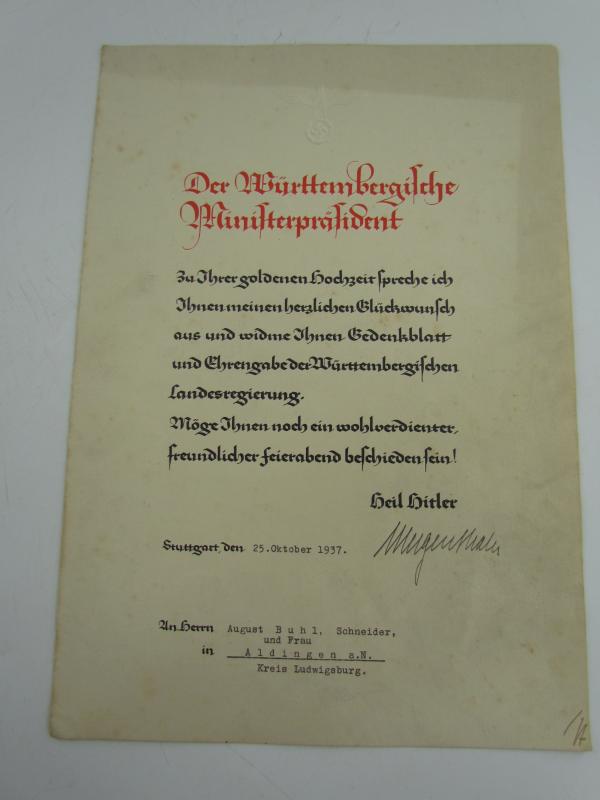 Der Württembergische
Ministerpräsident
Zu Ihrer goldenen Hochzeit spreche ich
Ihnen meinen herzlichen Glückwunsch
aus und widme Ihnen Gedenkblatt
und Ehrengabe der Württembergischen
Landesregierung.
Möge Ihnen noch ein wohlverdienter,
freundlicher Feierabend beschieden sein!
Heil Hitler
Stuttgart, den 25.Oktober 1937.
Mergenthaler
An Herrn August B u h l, Schneider,
und Frau
in A l d i n g e n a.N.
Kreis Ludwigsburg.